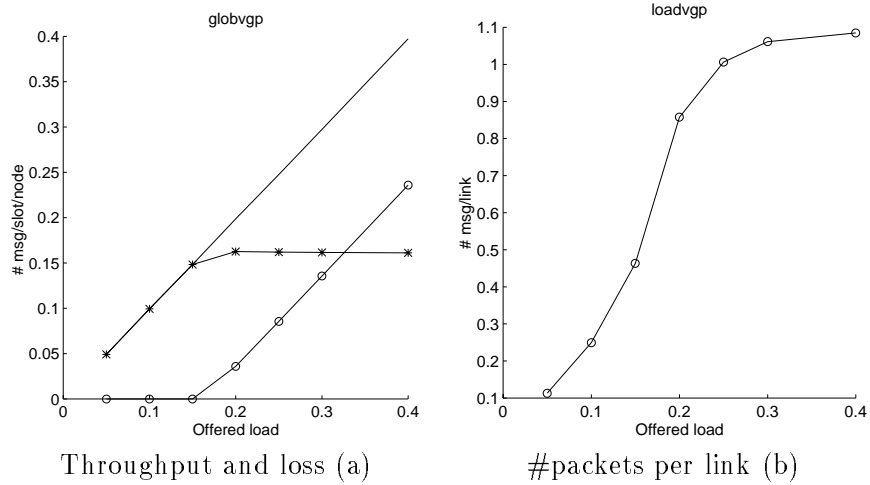 globvgp
# msg/slot/node
0.4
0.35
0.3
0.25
0.2
0.15
0.1
0.05
0
0 0.1 0.2 0.3 0.4
Offered load
Throughput and loss (a)
loadvgp
# msg/link
1.1
1
0.9
0.8
0.7
0.6
0.5
0.4
0.3
0.2
0.1
0 0.1 0.2 0.3 0.4
Offered load
#packets per link (b)